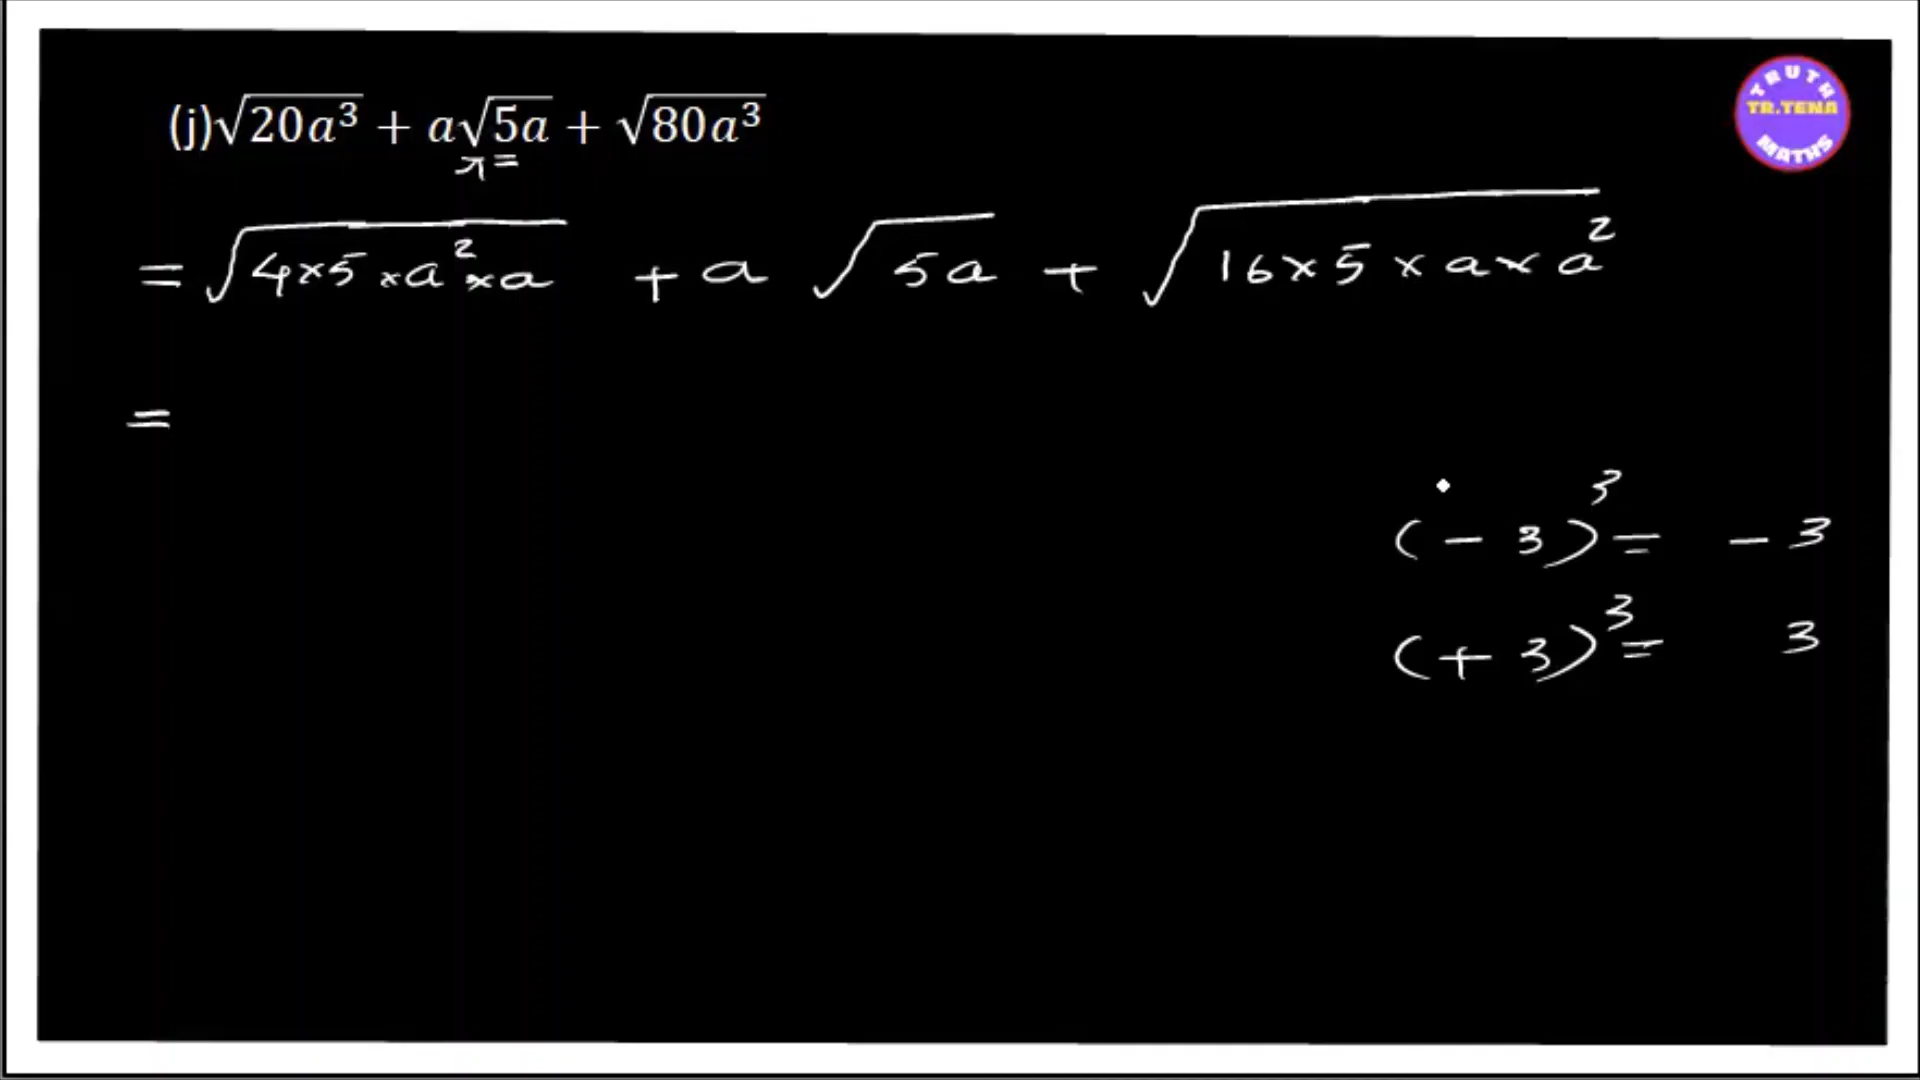 (j)√20a³ + a√5a + √80a³
=
= √4×5×a²×a + a √5a + √16×5×a×a²
=
(-3)³ = -3
(+3)³ = 3
TRUTH
TR.TENA
MATHS